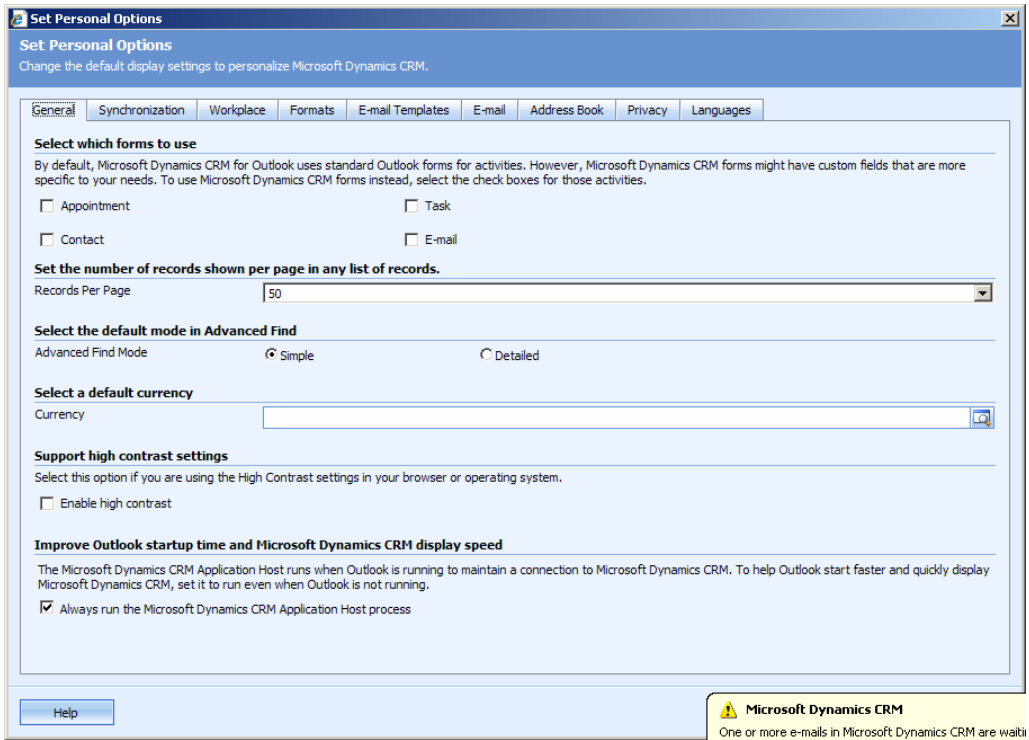 Set Personal Options
Set Personal Options
Change the default display settings to personalize Microsoft Dynamics CRM.
General Synchronization Workplace Formats E-mail Templates E-mail Address Book Privacy Languages
Select which forms to use
By default, Microsoft Dynamics CRM for Outlook uses standard Outlook forms for activities. However, Microsoft Dynamics CRM forms might have custom fields that are more
specific to your needs. To use Microsoft Dynamics CRM forms instead, select the check boxes for those activities.
Appointment Task
Contact E-mail
Set the number of records shown per page in any list of records.
Records Per Page 50
Select the default mode in Advanced Find
Advanced Find Mode Simple Detailed
Select a default currency
Currency
Support high contrast settings
Select this option if you are using the High Contrast settings in your browser or operating system.
Enable high contrast
Improve Outlook startup time and Microsoft Dynamics CRM display speed
The Microsoft Dynamics CRM Application Host runs when Outlook is running to maintain a connection to Microsoft Dynamics CRM. To help Outlook start faster and quickly display
Microsoft Dynamics CRM, set it to run even when Outlook is not running.
Always run the Microsoft Dynamics CRM Application Host process
Help
Microsoft Dynamics CRM
One or more e-mails in Microsoft Dynamics CRM are